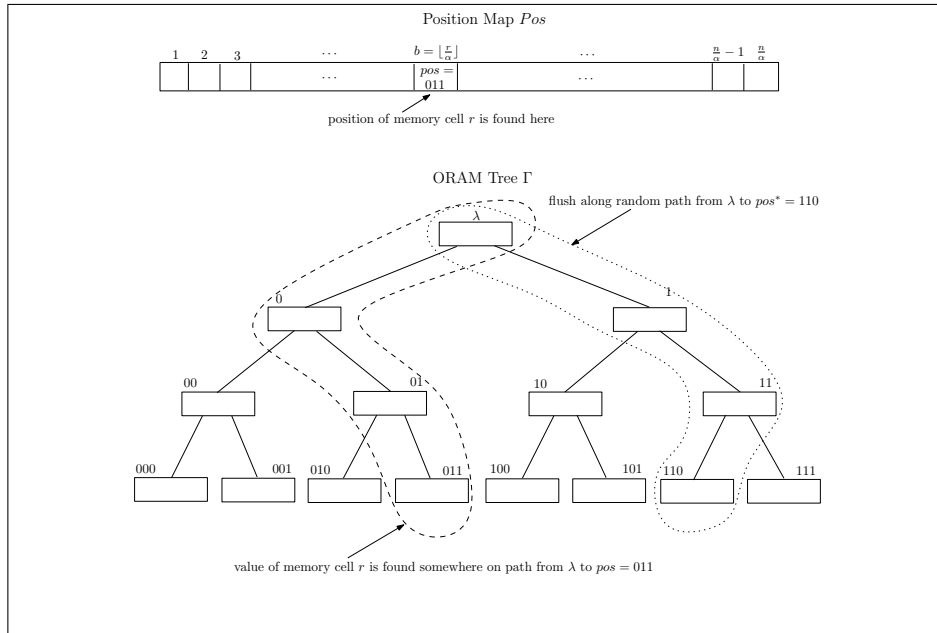 Position Map Pos
1 2 3 ⋯ b = ⌊r/α⌋ ⋯ n/α − 1 n/α
⋯ pos = ⋯
011
position of memory cell r is found here
ORAM Tree Γ
flush along random path from λ to pos* = 110
λ
0 1
00 01 10 11
000 001 010 011 100 101 110 111
value of memory cell r is found somewhere on path from λ to pos = 011